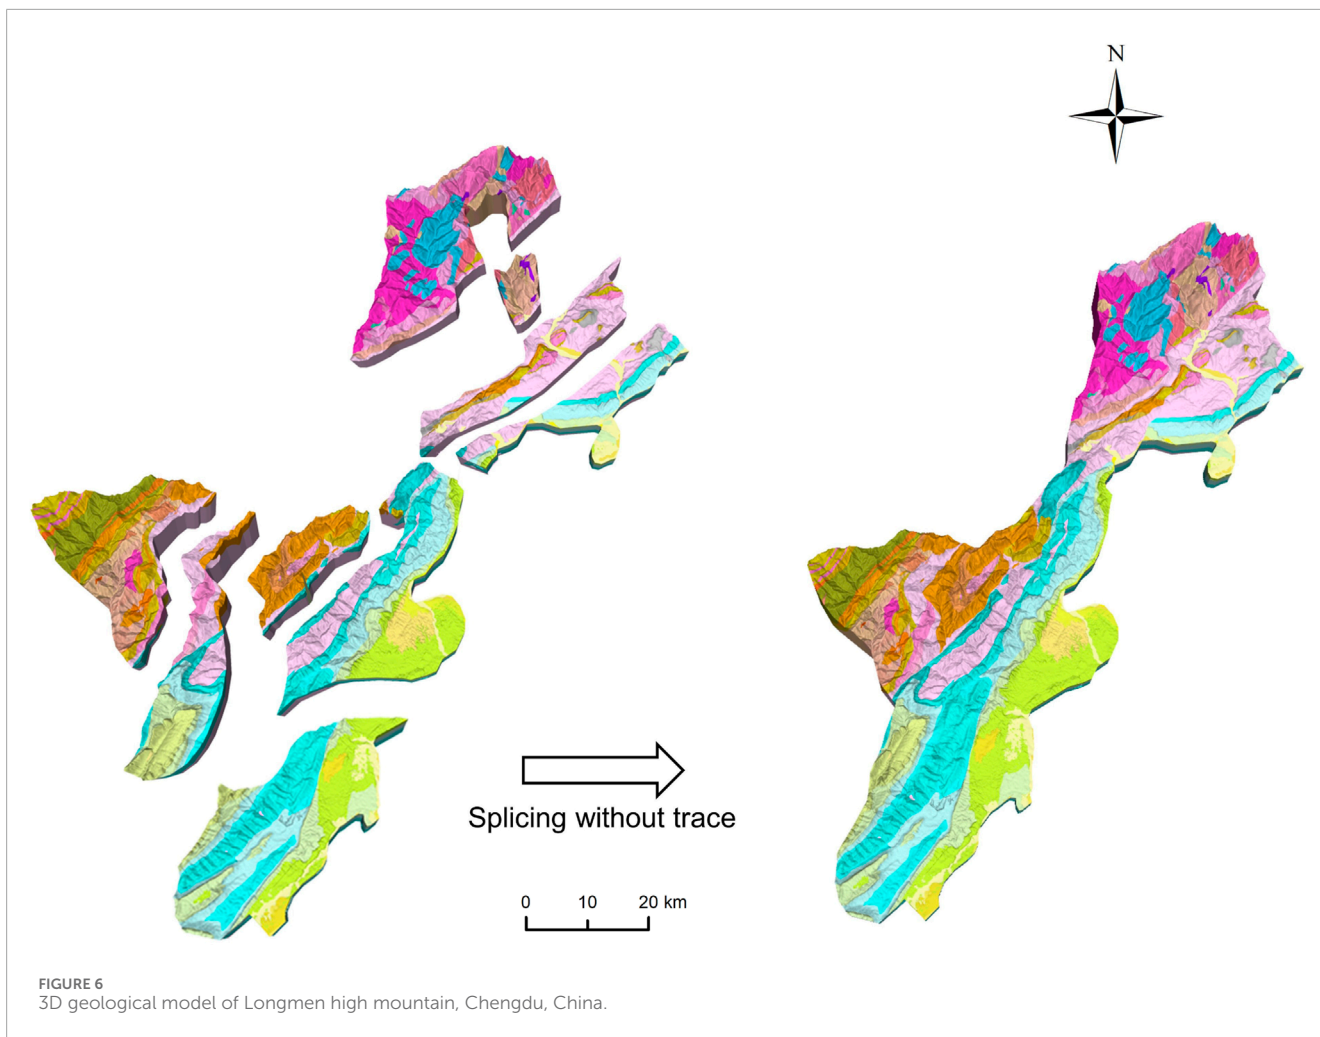 N
Splicing without trace
0 10 20 km
FIGURE 6
3D geological model of Longmen high mountain, Chengdu, China.